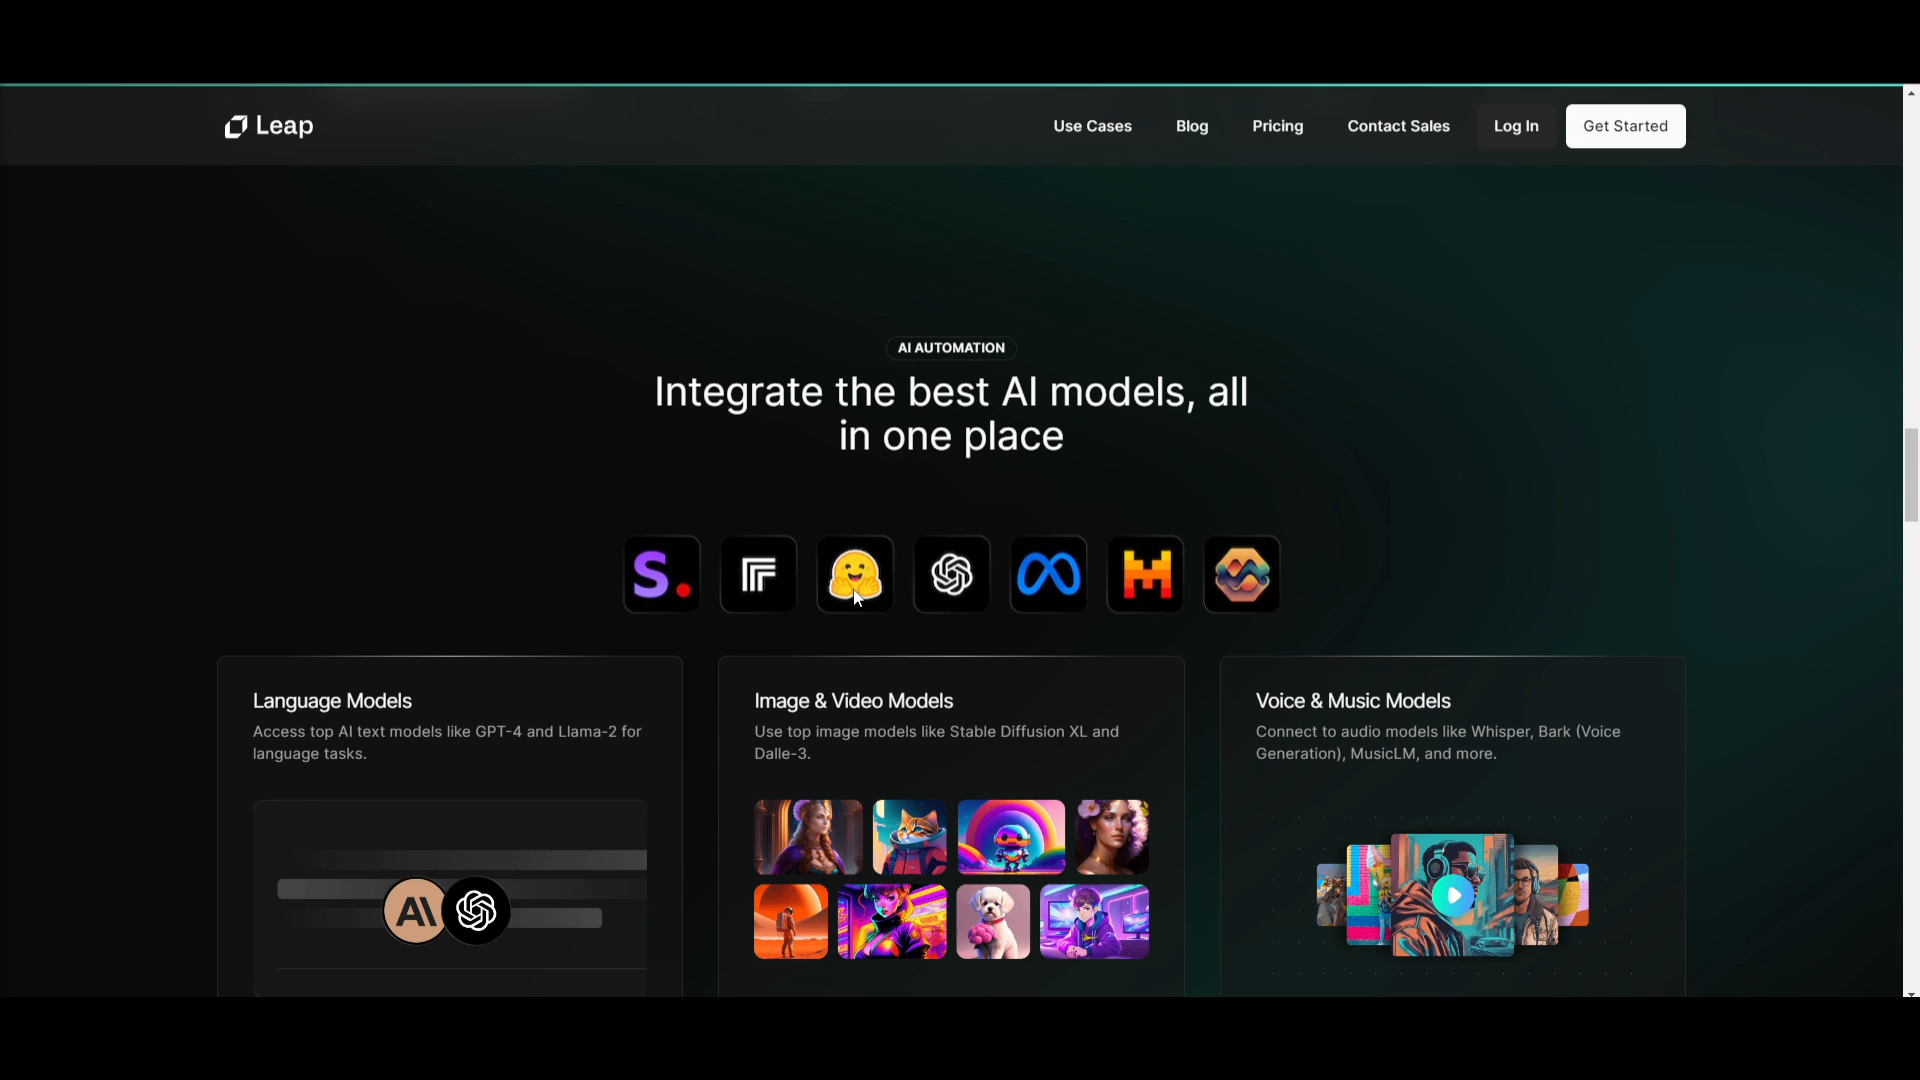 Leap
Use Cases
Blog
Pricing
Contact Sales
Log In
Get Started
AI AUTOMATION
Integrate the best AI models, all
in one place
S.
Language Models
Access top AI text models like GPT-4 and Llama-2 for
language tasks.
AI
Image & Video Models
Use top image models like Stable Diffusion XL and
Dalle-3.
Voice & Music Models
Connect to audio models like Whisper, Bark (Voice
Generation), MusicLM, and more.